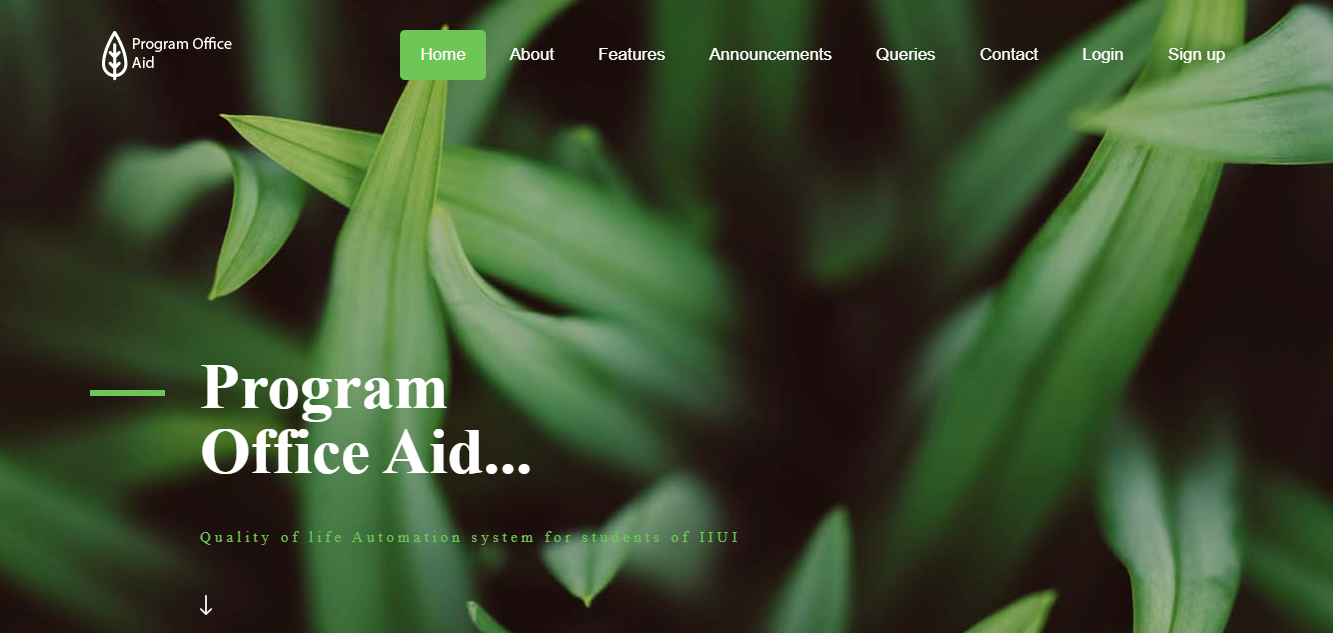 Program Office
Aid
Home About Features Announcements Queries Contact Login Sign up
Program
Office Aid...
Quality of life Automation system for students of IIUI